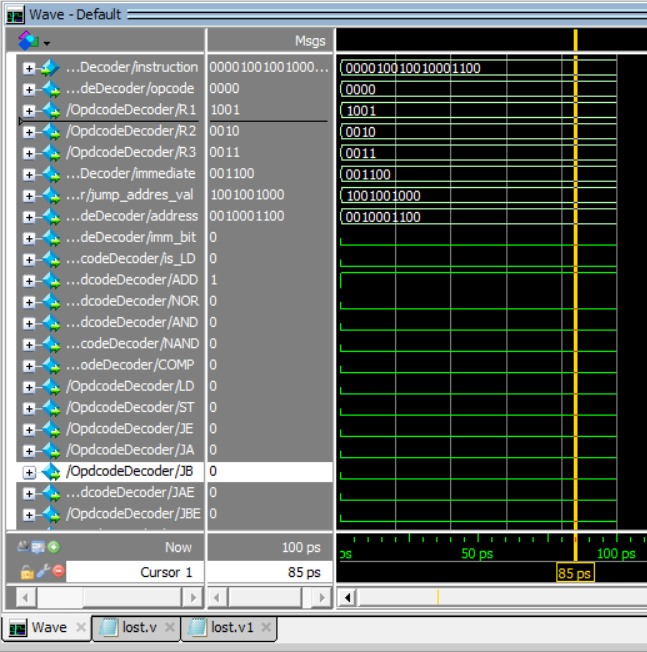 Wave - Default
Msgs
...Decoder/instruction 00001001001000... 000010010010001100
...deDecoder/opcode 0000 0000
/OpdcodeDecoder/R1 1001 1001
/OpdcodeDecoder/R2 0010 0010
/OpdcodeDecoder/R3 0011 0011
...Decoder/immediate 001100 001100
...r/jump_addres_val 1001001000 1001001000
...deDecoder/address 0010001100 0010001100
...deDecoder/imm_bit 0
...codeDecoder/is_LD 0
...dcodeDecoder/ADD 1
...dcodeDecoder/NOR 0
...dcodeDecoder/AND 0
...codeDecoder/NAND 0
...odeDecoder/COMP 0
/OpdcodeDecoder/LD 0
/OpdcodeDecoder/ST 0
/OpdcodeDecoder/JE 0
/OpdcodeDecoder/JA 0
/OpdcodeDecoder/JB 0
...dcodeDecoder/JAE 0
/OpdcodeDecoder/JBE 0
Now 100 ps ps 50 ps 100 ps
Cursor 1 85 ps 85 ps
Wave lost.v lost.v1